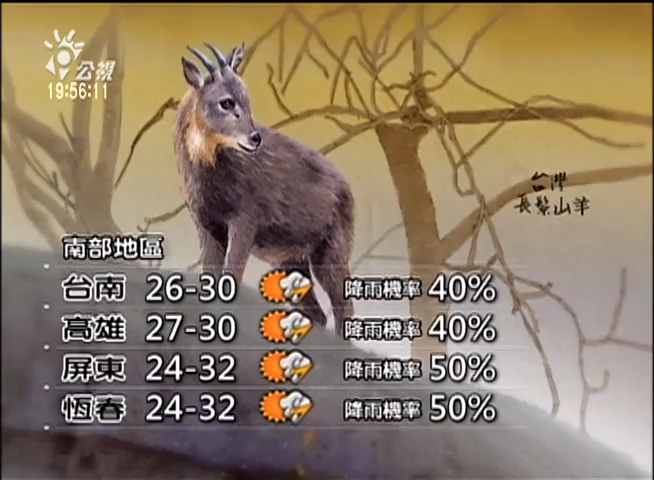 公視
19:56:11
台灣
長鬃山羊
南部地區
台南 26-30 降雨機率 40%
高雄 27-30 降雨機率 40%
屏東 24-32 降雨機率 50%
恆春 24-32 降雨機率 50%